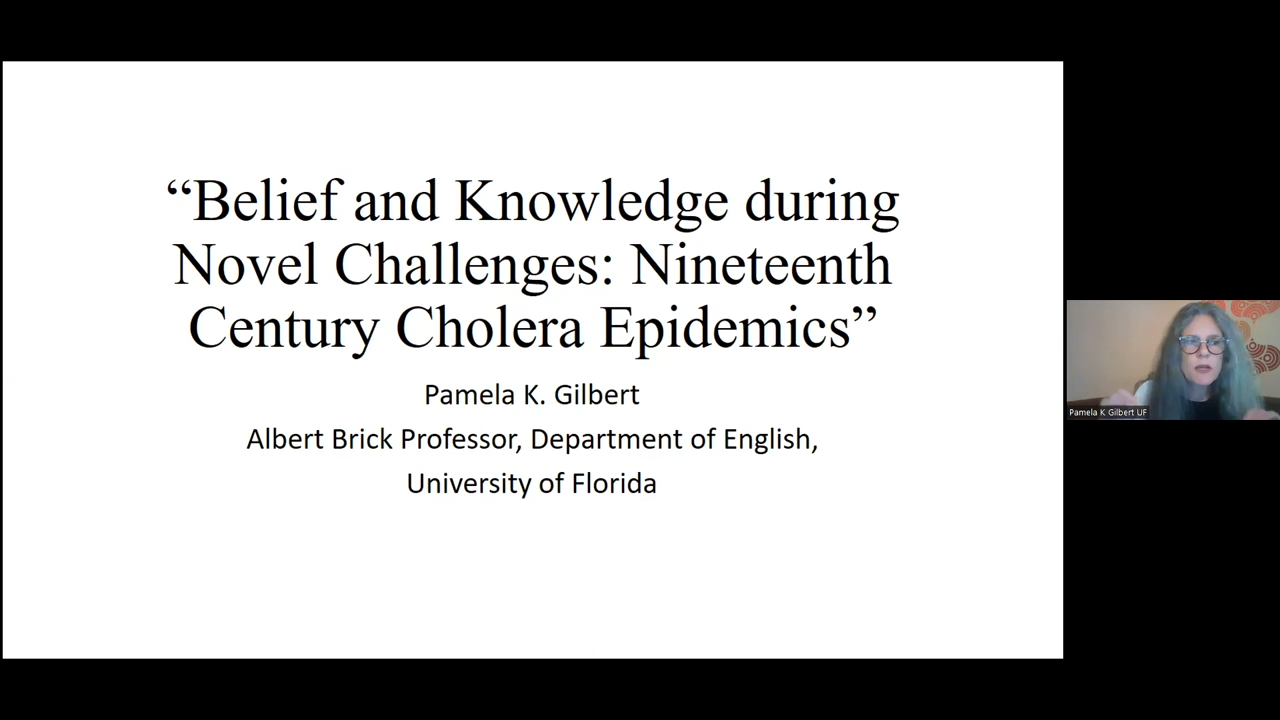 “Belief and Knowledge during
Novel Challenges: Nineteenth
Century Cholera Epidemics”
Pamela K. Gilbert
Albert Brick Professor, Department of English,
University of Florida
Pamela K Gilbert UF